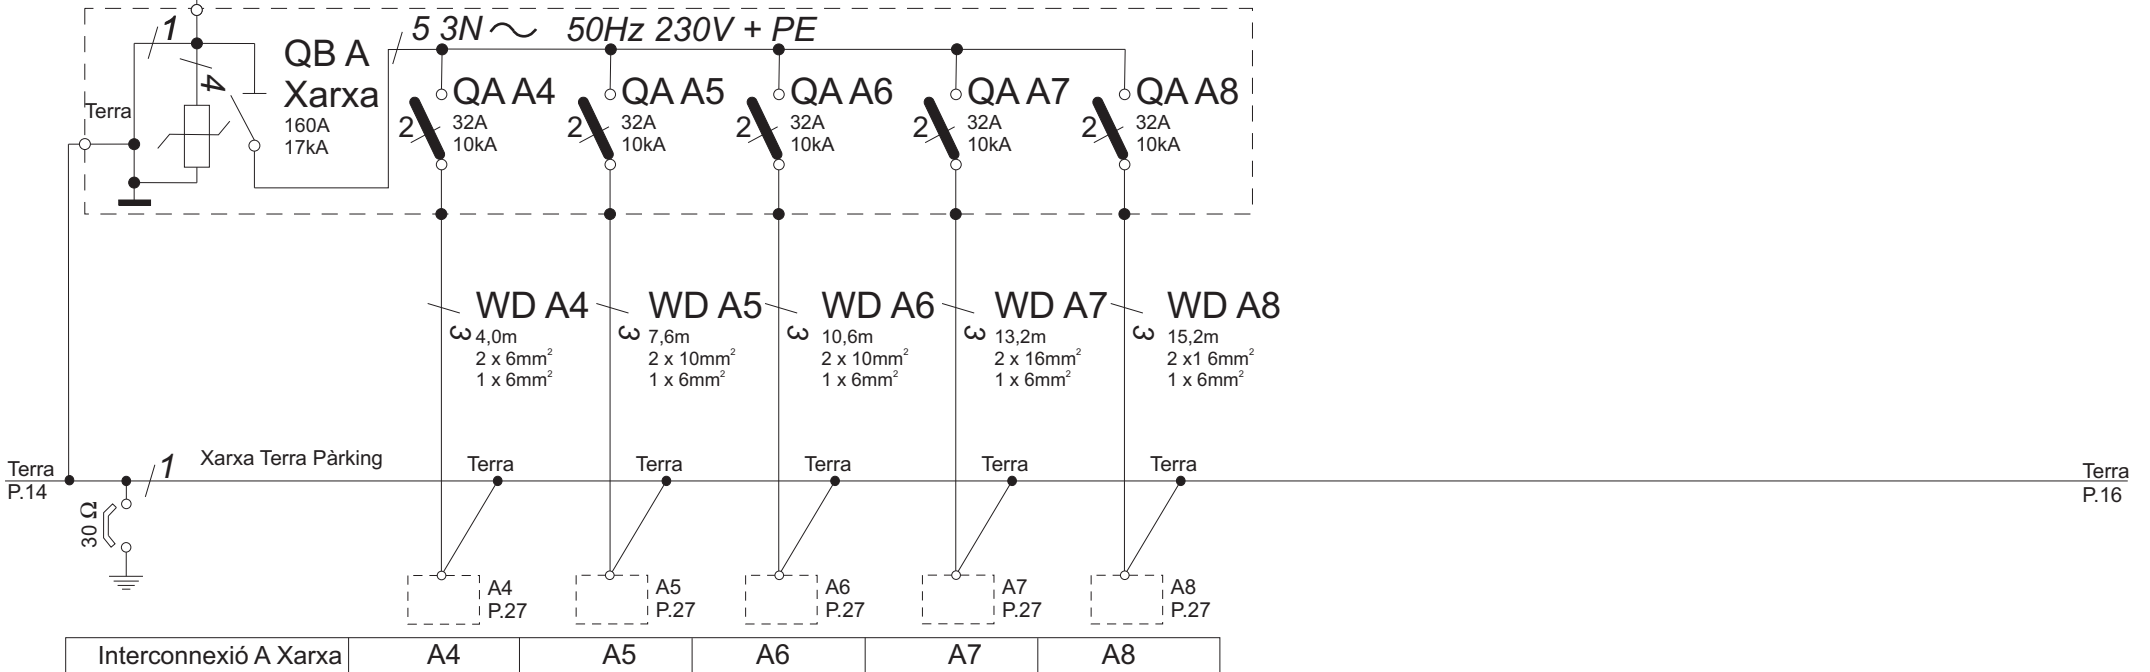 1
5 3N 50Hz 230V + PE
QB A
Xarxa
160A
17kA
4
Terra
QA A4
32A
10kA
2
QA A5
32A
10kA
2
QA A6
32A
10kA
2
QA A7
32A
10kA
2
QA A8
32A
10kA
2
WD A4
4,0m
2 x 6mm²
1 x 6mm²
3
WD A5
7,6m
2 x 10mm²
1 x 6mm²
3
WD A6
10,6m
2 x 10mm²
1 x 6mm²
3
WD A7
13,2m
2 x 16mm²
1 x 6mm²
3
WD A8
15,2m
2 x1 6mm²
1 x 6mm²
3
Terra
P.14
1
Xarxa Terra Pàrking
Terra
Terra
Terra
Terra
Terra
Terra
P.16
30 Ω
A4
P.27
A5
P.27
A6
P.27
A7
P.27
A8
P.27
Interconnexió A Xarxa
A4
A5
A6
A7
A8